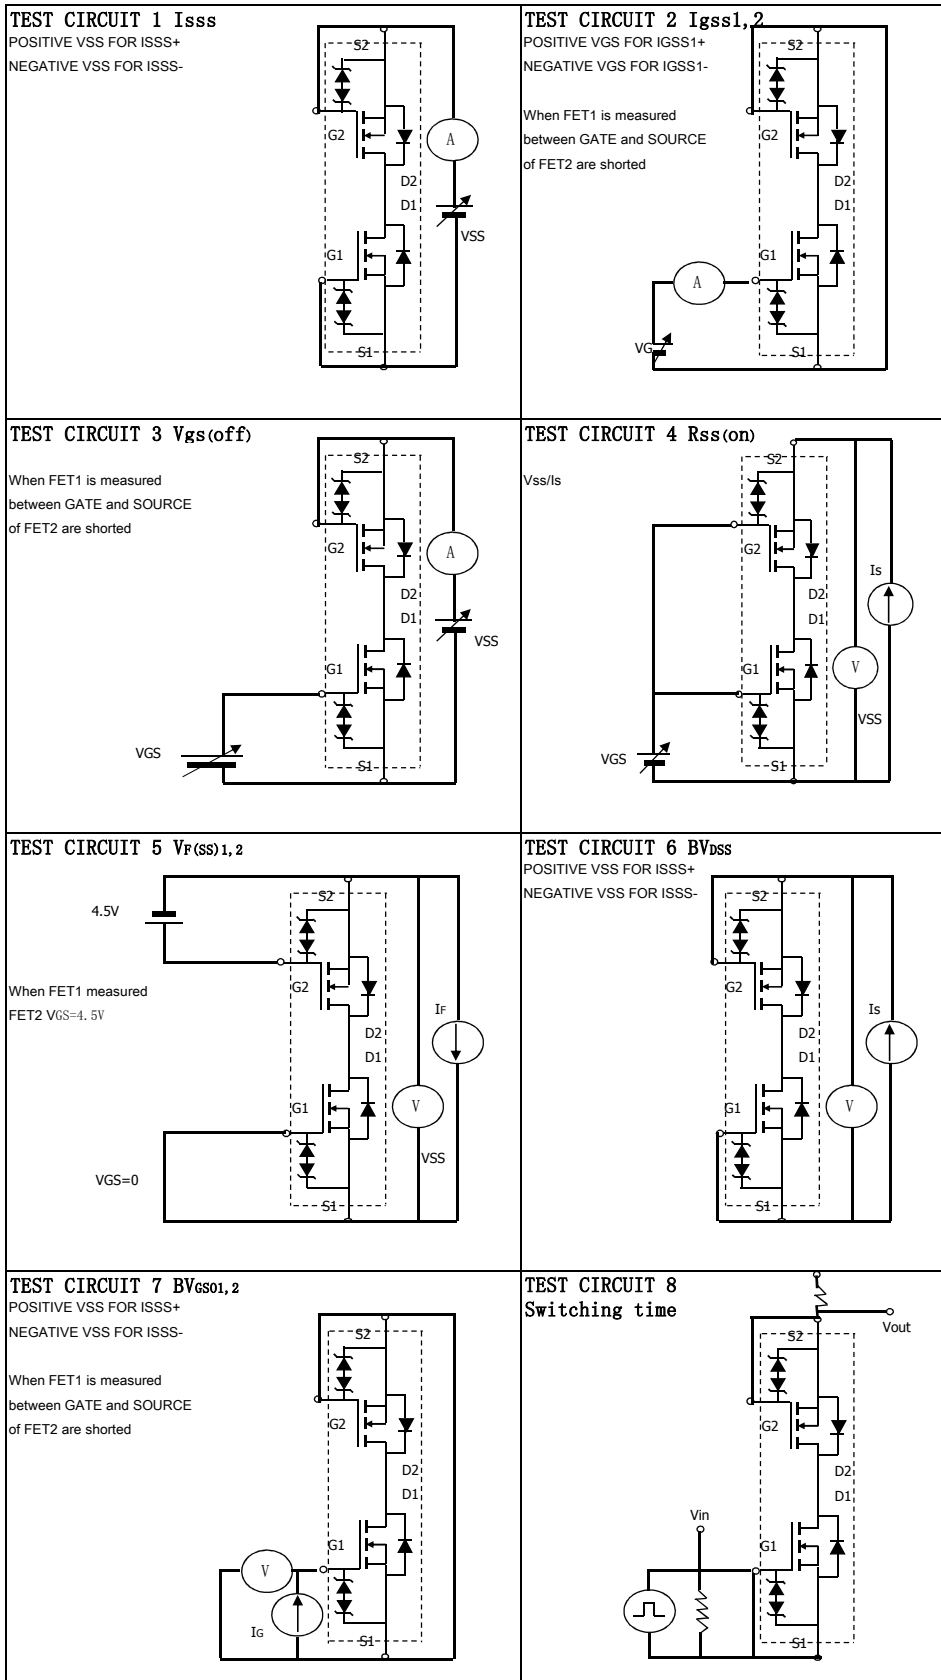 TEST CIRCUIT 1 Isss
POSITIVE VSS FOR ISSS+
NEGATIVE VSS FOR ISSS-
S2
G2
A
D2
D1
VSS
G1
S1
TEST CIRCUIT 2 Igss1,2
POSITIVE VGS FOR IGSS1+
NEGATIVE VGS FOR IGSS1-
When FET1 is measured
between GATE and SOURCE
of FET2 are shorted
S2
G2
D2
D1
G1
A
VG
S1
TEST CIRCUIT 3 Vgs(off)
When FET1 is measured
between GATE and SOURCE
of FET2 are shorted
S2
G2
A
D2
D1
VSS
G1
VGS
S1
TEST CIRCUIT 4 Rss(on)
Vss/Is
S2
G2
Is
D2
D1
G1
V
VSS
VGS
S1
TEST CIRCUIT 5 VF(SS)1,2
4.5V
When FET1 measured
FET2 VGS=4.5V
S2
G2
IF
D2
D1
G1
V
VSS
VGS=0
S1
TEST CIRCUIT 6 BVDSS
POSITIVE VSS FOR ISSS+
NEGATIVE VSS FOR ISSS-
S2
G2
Is
D2
D1
G1
V
S1
TEST CIRCUIT 7 BVGSO1,2
POSITIVE VSS FOR ISSS+
NEGATIVE VSS FOR ISSS-
When FET1 is measured
between GATE and SOURCE
of FET2 are shorted
S2
G2
D2
D1
G1
V
IG
S1
TEST CIRCUIT 8
Switching time
Vout
S2
G2
D2
D1
Vin
G1
S1